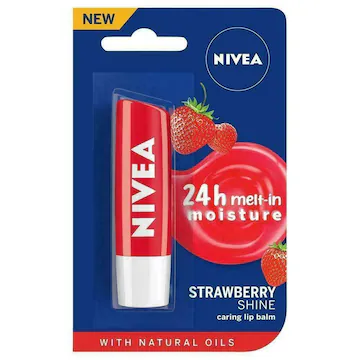 NEW
NIVEA
NIVEA
24h melt-in
moisture
STRAWBERRY
SHINE
caring lip balm
WITH NATURAL OILS